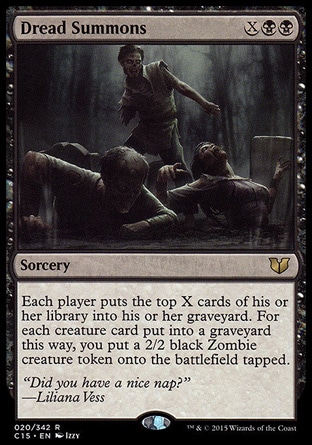 Dread Summons X
Sorcery
Each player puts the top X cards of his or
her library into his or her graveyard. For
each creature card put into a graveyard
this way, you put a 2/2 black Zombie
creature token onto the battlefield tapped.
“Did you have a nice nap?”
—Liliana Vess
020/342 R
C15 • EN Izzy
™ & © 2015 Wizards of the Coast